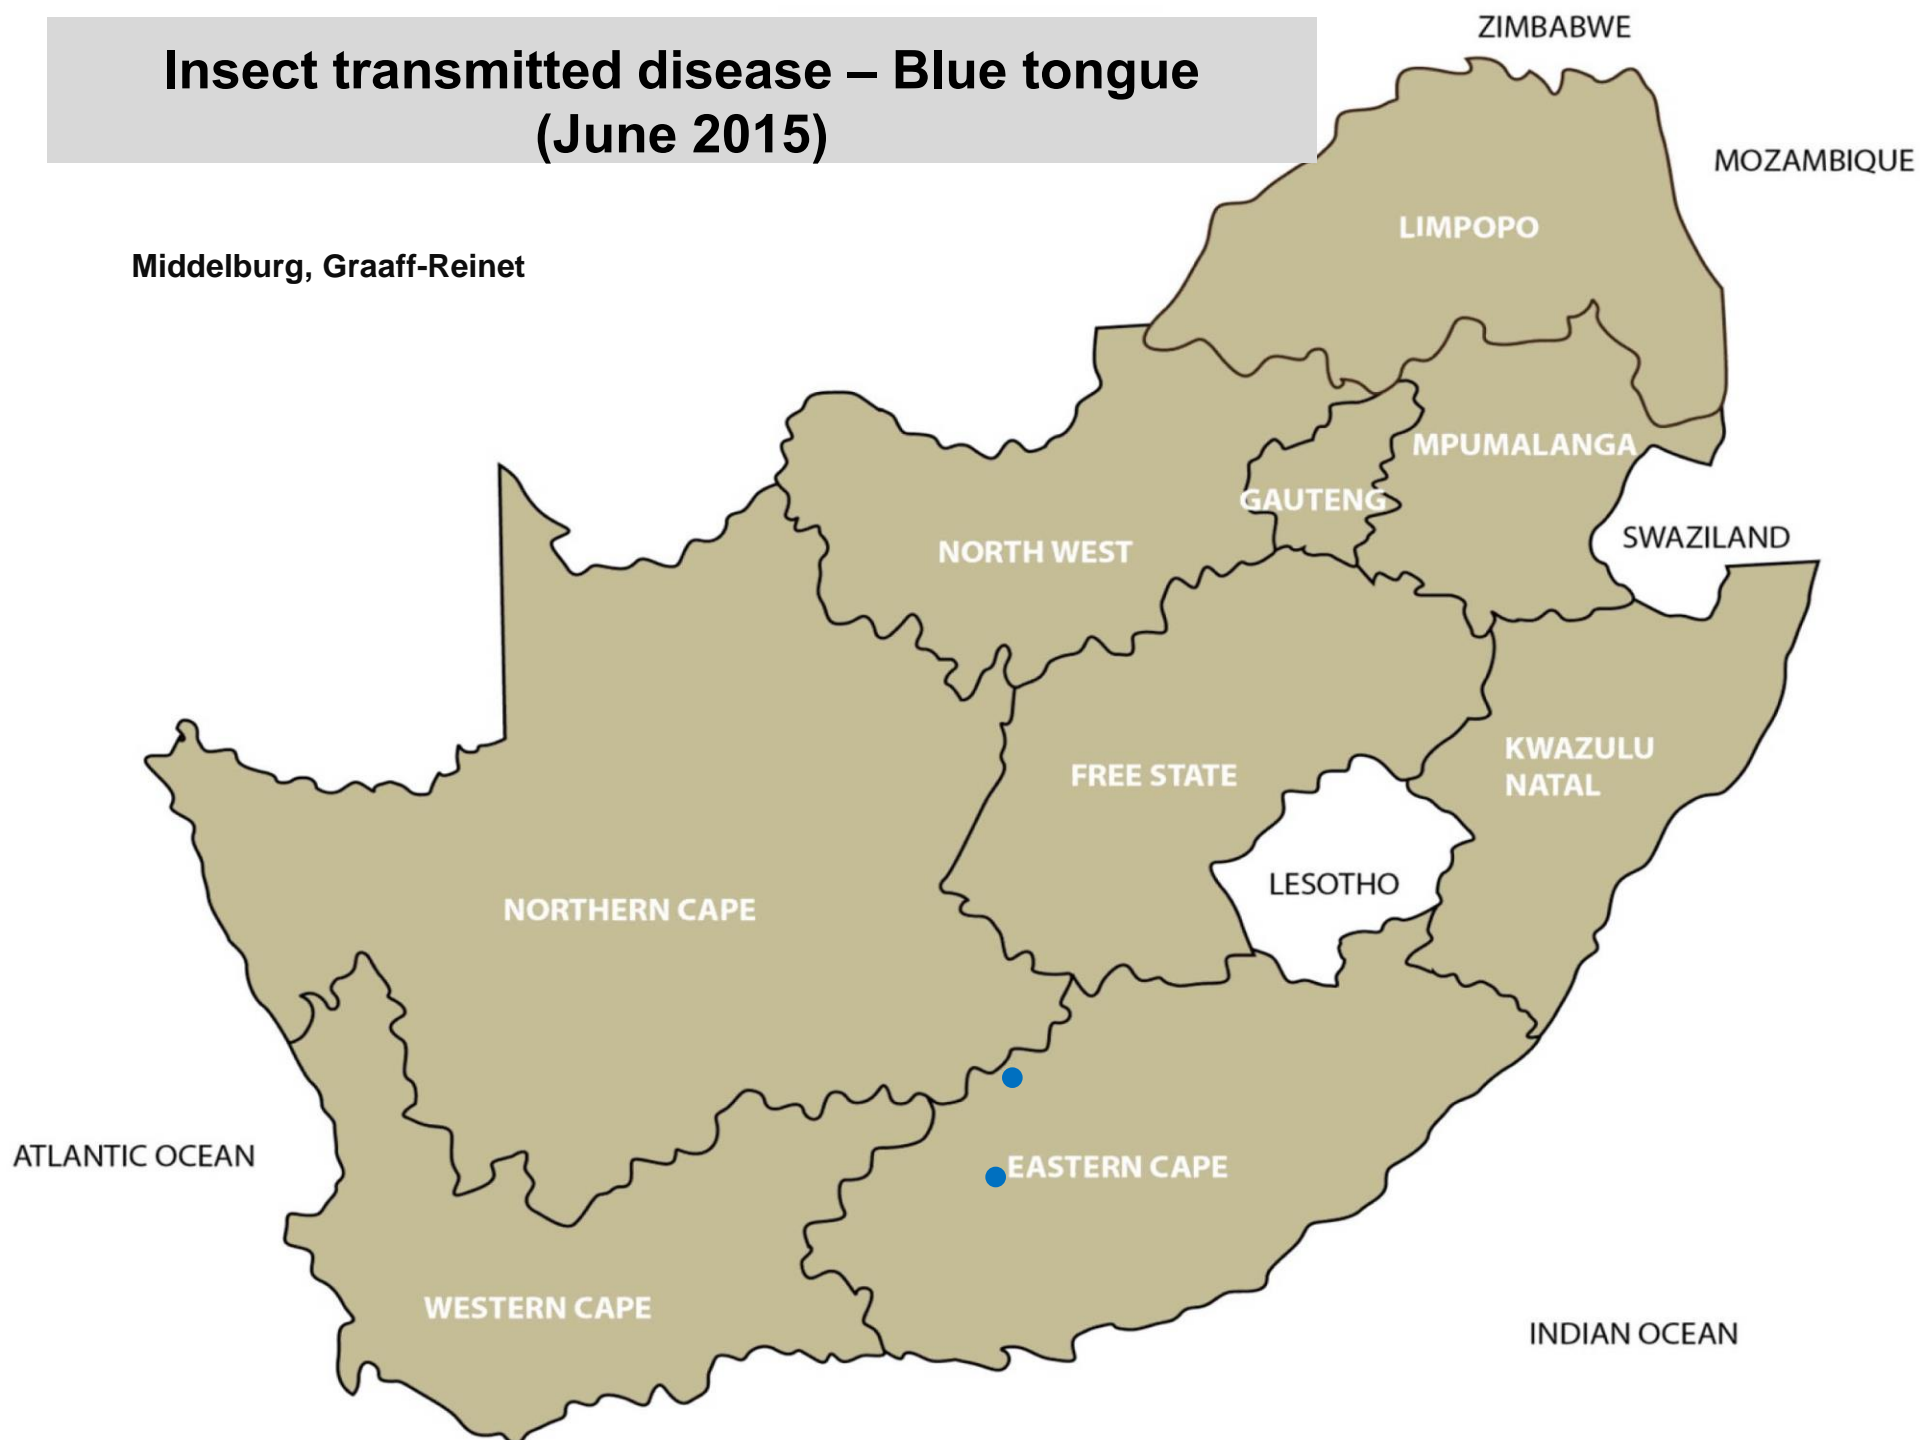 Insect transmitted disease – Blue tongue
(June 2015)
Middelburg, Graaff-Reinet
ZIMBABWE
MOZAMBIQUE
LIMPOPO
MPUMALANGA
GAUTENG
SWAZILAND
NORTH WEST
KWAZULU
NATAL
FREE STATE
LESOTHO
NORTHERN CAPE
ATLANTIC OCEAN
EASTERN CAPE
WESTERN CAPE
INDIAN OCEAN